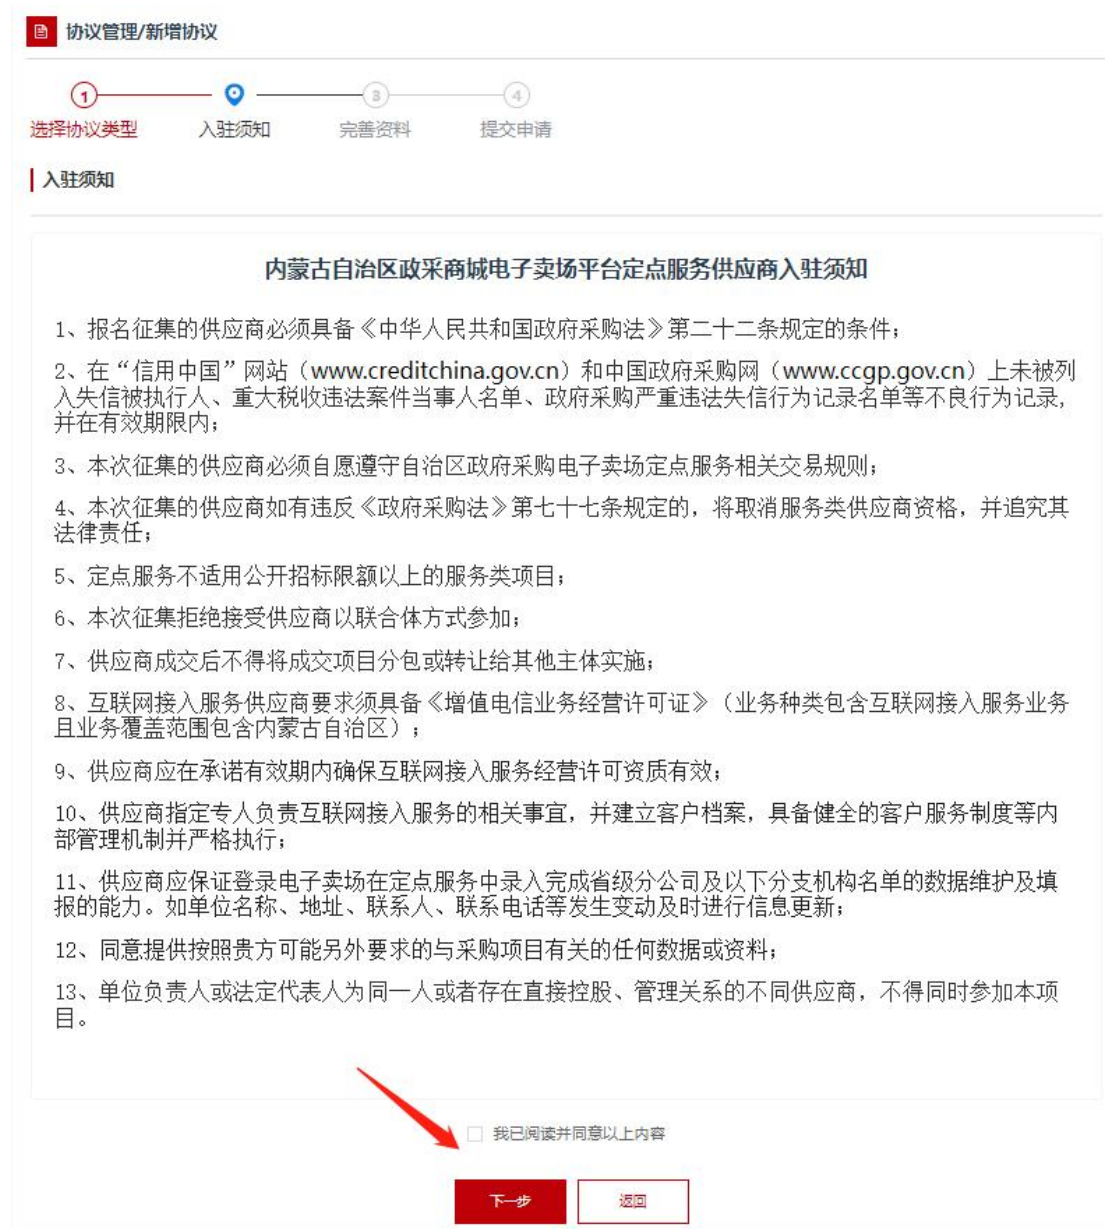 协议管理/新增协议
1 3 4
选择协议类型 入驻须知 完善资料 提交申请
入驻须知
内蒙古自治区政采商城电子卖场平台定点服务供应商入驻须知
1、报名征集的供应商必须具备《中华人民共和国政府采购法》第二十二条规定的条件；
2、在“信用中国”网站（www.creditchina.gov.cn）和中国政府采购网（www.ccgp.gov.cn）上未被列
入失信被执行人、重大税收违法案件当事人名单、政府采购严重违法失信行为记录名单等不良行为记录，
并在有效期限内；
3、本次征集的供应商必须自愿遵守自治区政府采购电子卖场定点服务相关交易规则；
4、本次征集的供应商如有违反《政府采购法》第七十七条规定的，将取消服务类供应商资格，并追究其
法律责任；
5、定点服务不适用公开招标限额以上的服务类项目；
6、本次征集拒绝接受供应商以联合体方式参加；
7、供应商成交后不得将成交项目分包或转让给其他主体实施；
8、互联网接入服务供应商要求须具备《增值电信业务经营许可证》（业务种类包含互联网接入服务业务
且业务覆盖范围包含内蒙古自治区）；
9、供应商应在承诺有效期内确保互联网接入服务经营许可资质有效；
10、供应商指定专人负责互联网接入服务的相关事宜，并建立客户档案，具备健全的客户服务制度等内
部管理机制并严格执行；
11、供应商应保证登录电子卖场在定点服务中录入完成省级分公司及以下分支机构名单的数据维护及填
报的能力。如单位名称、地址、联系人、联系电话等发生变动及时进行信息更新；
12、同意提供按照贵方可能另外要求的与采购项目有关的任何数据或资料；
13、单位负责人或法定代表人为同一人或者存在直接控股、管理关系的不同供应商，不得同时参加本项
目。
我已阅读并同意以上内容
下一步 返回